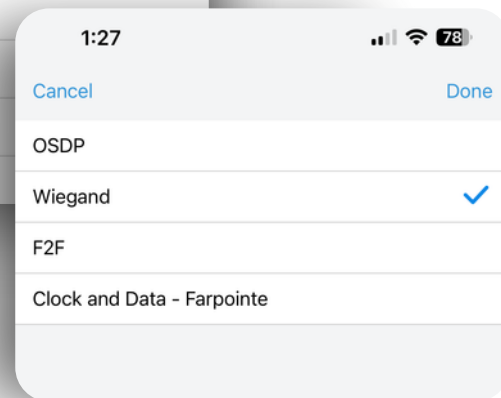 1:27
78
Cancel
Done
OSDP
Wiegand
F2F
Clock and Data - Farpointe